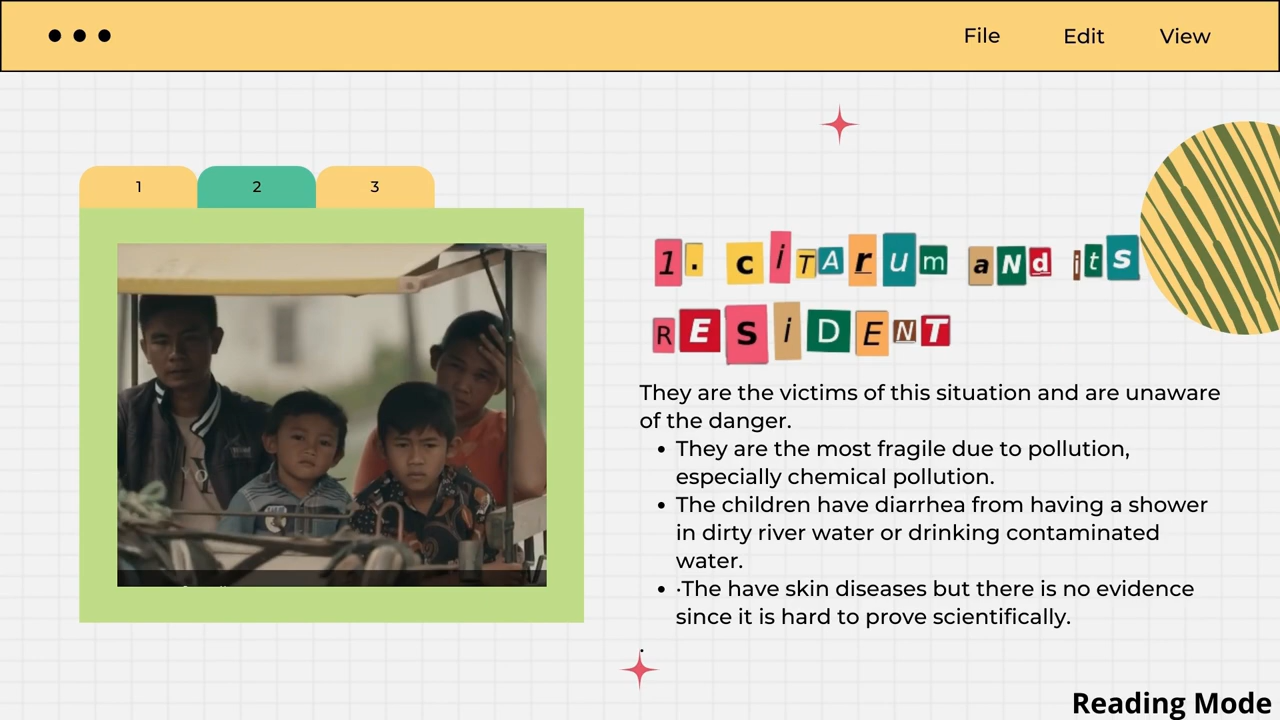 File Edit View
1 2 3
1. ciTArum aNd its
RESiDENT
They are the victims of this situation and are unaware
of the danger.
• They are the most fragile due to pollution,
especially chemical pollution.
• The children have diarrhea from having a shower
in dirty river water or drinking contaminated
water.
• ·The have skin diseases but there is no evidence
since it is hard to prove scientifically.
.
Reading Mode